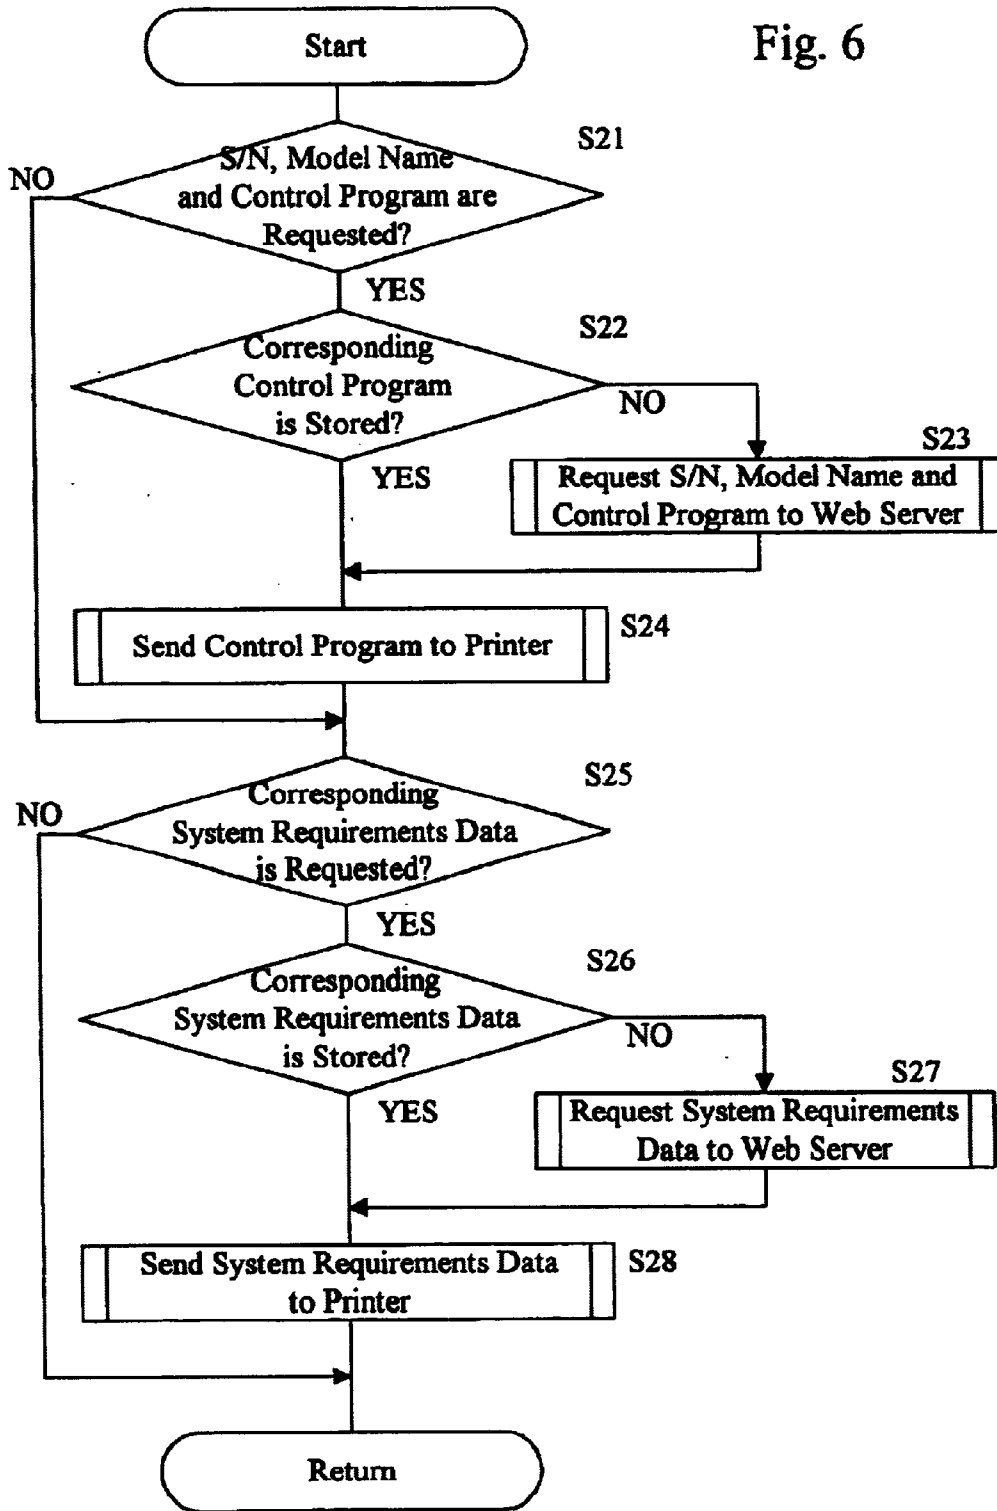 Fig. 6
Start
S21
S/N, Model Name
and Control Program are
Requested?
NO
YES
S22
Corresponding
Control Program
is Stored?
NO
YES
S23
Request S/N, Model Name and
Control Program to Web Server
S24
Send Control Program to Printer
S25
Corresponding
System Requirements Data
is Requested?
NO
YES
S26
Corresponding
System Requirements Data
is Stored?
NO
YES
S27
Request System Requirements
Data to Web Server
S28
Send System Requirements Data
to Printer
Return